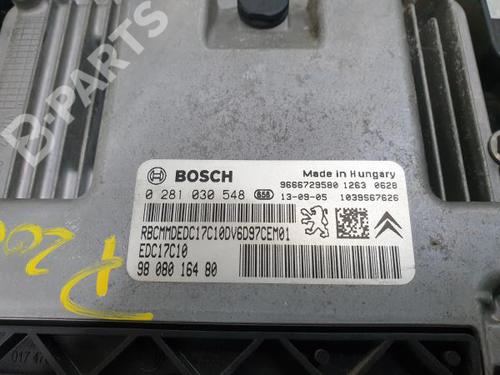 B-PARTS
BOSCH
Made in Hungary
9666729580 1263 0628
0 281 030 548 13-09-05 1039S67626
RBCMMDEDC17C10DV6D97CEM01
EDC17C10
98 080 164 80